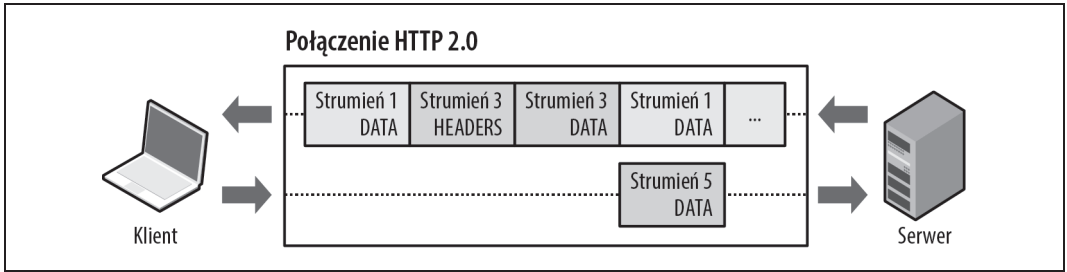 Połączenie HTTP 2.0
Strumień 1 DATA
Strumień 3 HEADERS
Strumień 3 DATA
Strumień 1 DATA
...
Strumień 5 DATA
Klient
Serwer